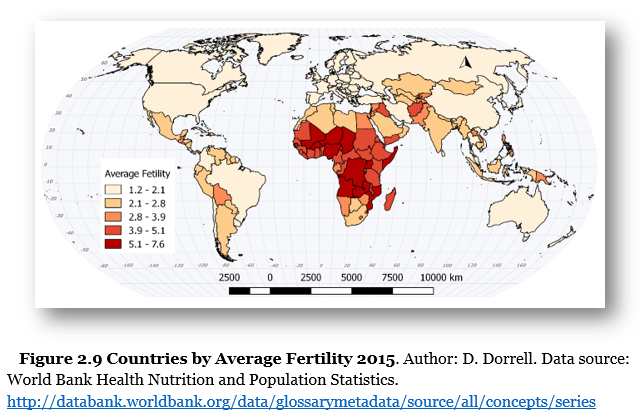 Average Fetility
1.2 - 2.1
2.1 - 2.8
2.8 - 3.9
3.9 - 5.1
5.1 - 7.6
2500 0 2500 5000 7500 10000 km
Figure 2.9 Countries by Average Fertility 2015. Author: D. Dorrell. Data source:
World Bank Health Nutrition and Population Statistics.
http://databank.worldbank.org/data/glossarymetadata/source/all/concepts/series